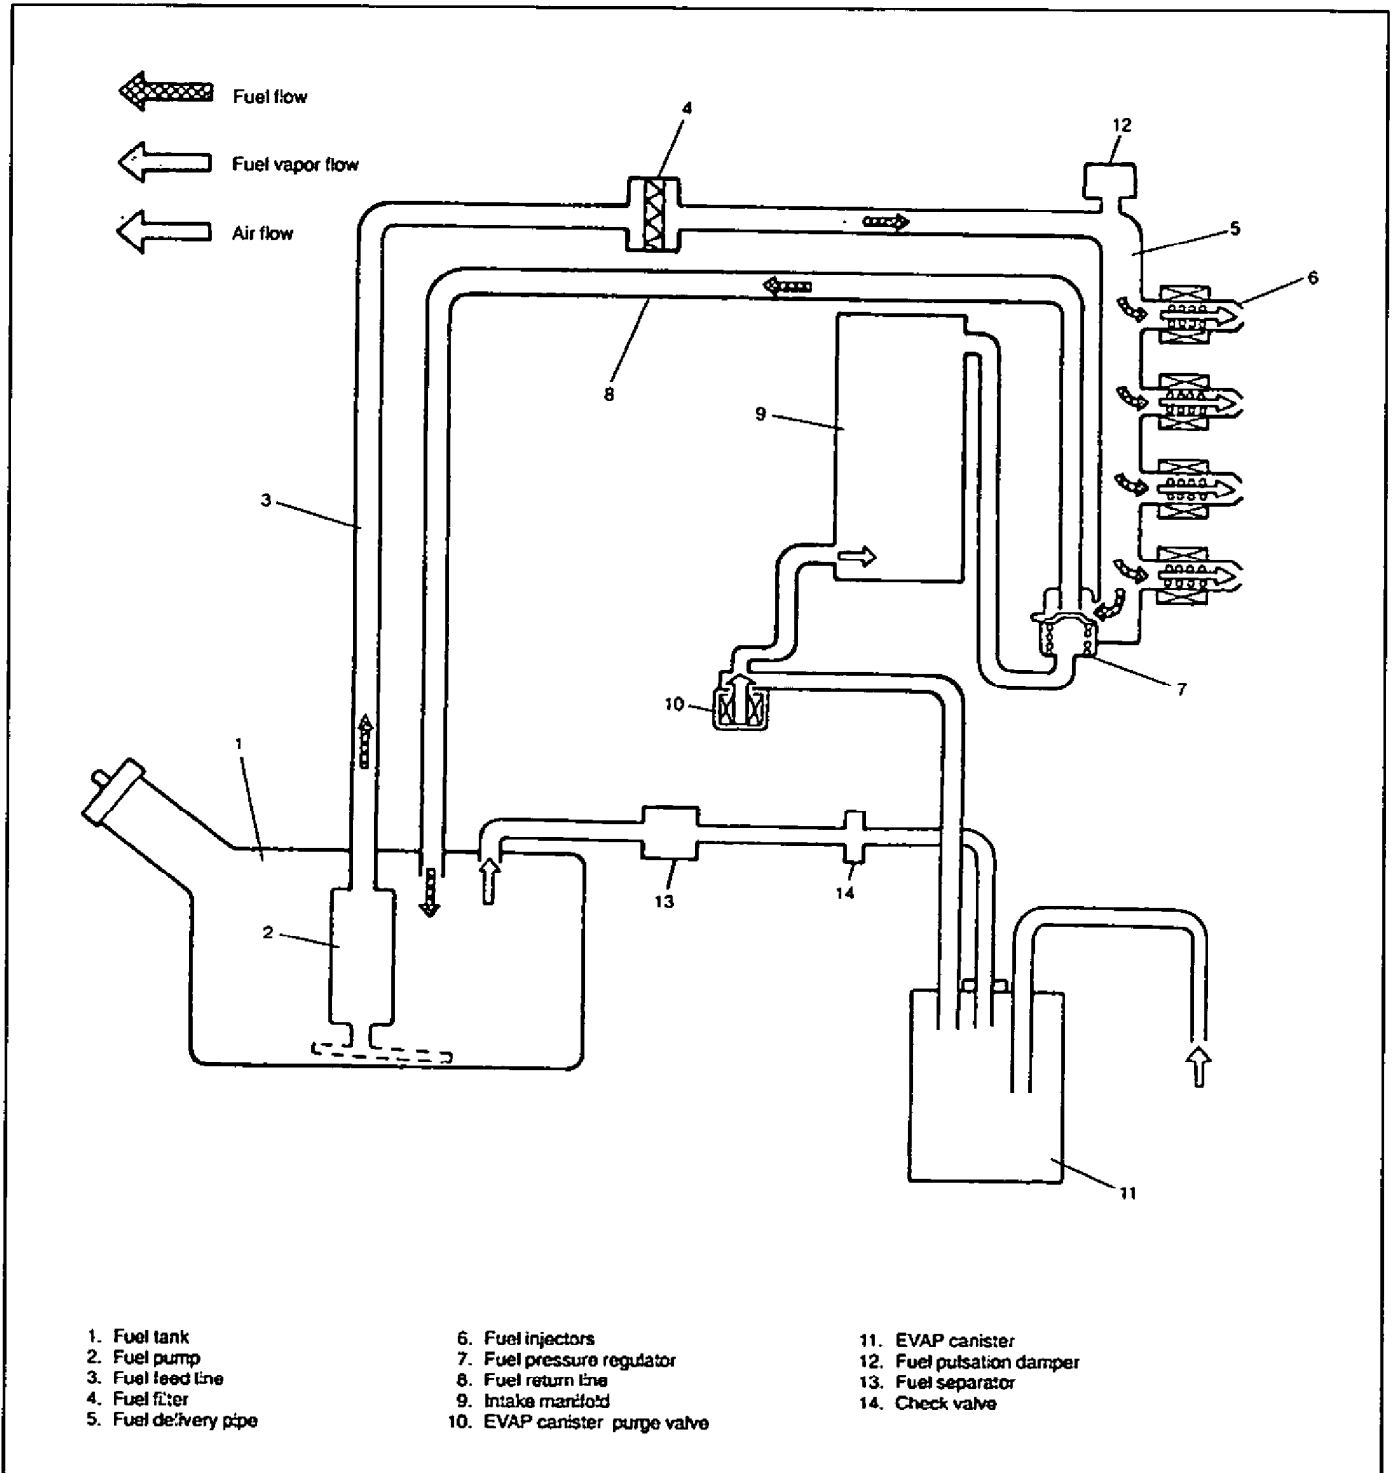 Fuel flow
Fuel vapor flow
Air flow
4
12
5
6
8
9
3
7
10
1
13
14
2
11
1. Fuel tank
2. Fuel pump
3. Fuel feed line
4. Fuel filter
5. Fuel delivery pipe
6. Fuel injectors
7. Fuel pressure regulator
8. Fuel return line
9. Intake manifold
10. EVAP canister purge valve
11. EVAP canister
12. Fuel pulsation damper
13. Fuel separator
14. Check valve